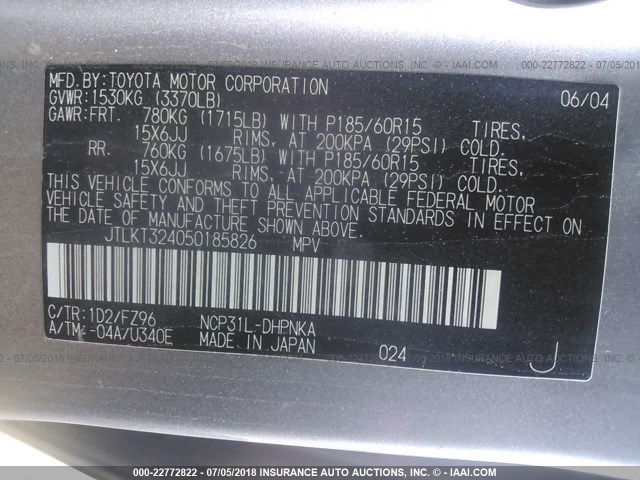 MFD.BY:TOYOTA MOTOR CORPORATION 06/04
GVWR:1530KG (3370LB)
GAWR:FRT. 780KG (1715LB) WITH P185/60R15 TIRES,
15X6JJ RIMS, AT 200KPA (29PSI) COLD.
RR. 760KG (1675LB) WITH P185/60R15 TIRES,
15X6JJ RIMS, AT 200KPA (29PSI) COLD.
THIS VEHICLE CONFORMS TO ALL APPLICABLE FEDERAL MOTOR
VEHICLE SAFETY AND THEFT PREVENTION STANDARDS IN EFFECT ON
THE DATE OF MANUFACTURE SHOWN ABOVE.
JTLKT324050185826 MPV
C/TR:1D2/FZ96 NCP31L-DHPNKA
A/TM:-04A/U340E MADE IN JAPAN 024 J
000-22772822 - 07/05/2018 INSURANCE AUTO AUCTIONS INC. (C) - IAAI.COM